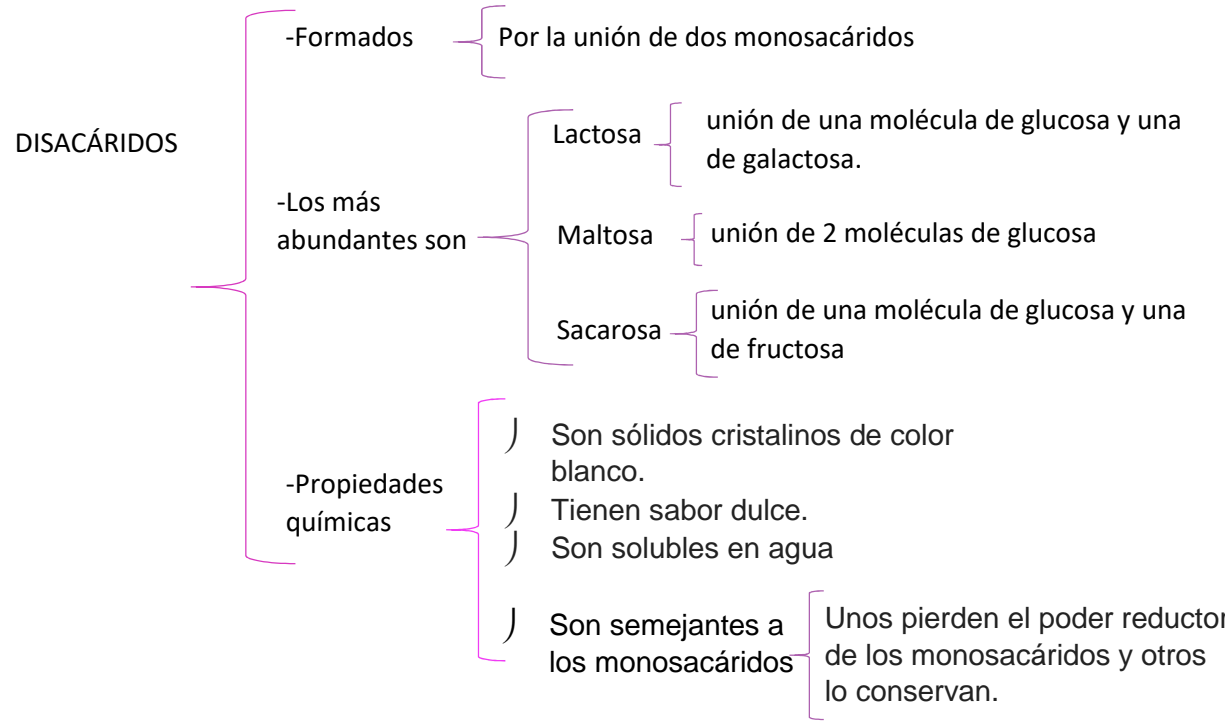 -Formados
Por la unión de dos monosacáridos
DISACÁRIDOS
Lactosa
unión de una molécula de glucosa y una
de galactosa.
-Los más
abundantes son
Maltosa
unión de 2 moléculas de glucosa
Sacarosa
unión de una molécula de glucosa y una
de fructosa
-Propiedades
químicas
Son sólidos cristalinos de color
blanco.
Tienen sabor dulce.
Son solubles en agua
Son semejantes a
los monosacáridos
Unos pierden el poder reductor
de los monosacáridos y otros
lo conservan.